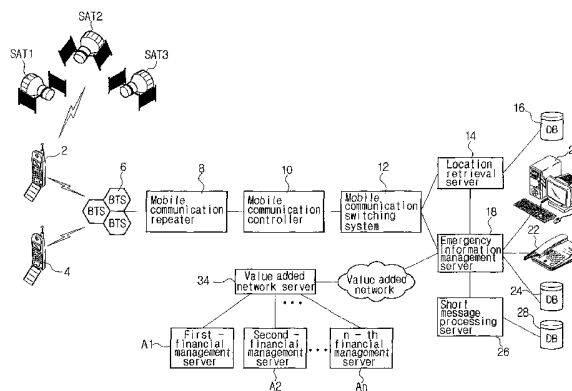 SAT2
SAT1
SAT3
2
4
6
BTS
BTS
BTS
8
Mobile
communication
repeater
10
Mobile
communication
controller
12
Mobile
communication
switching
system
14
Location
retrieval
server
16
DB
2
18
Emergency
information
management
server
22
24
DB
28
DB
Short
message
processing
server
26
34
Value added
network server
Value added
network
A1
First -
financial
management
server
Second -
financial
management
server
A2
n - th
financial
management
server
An